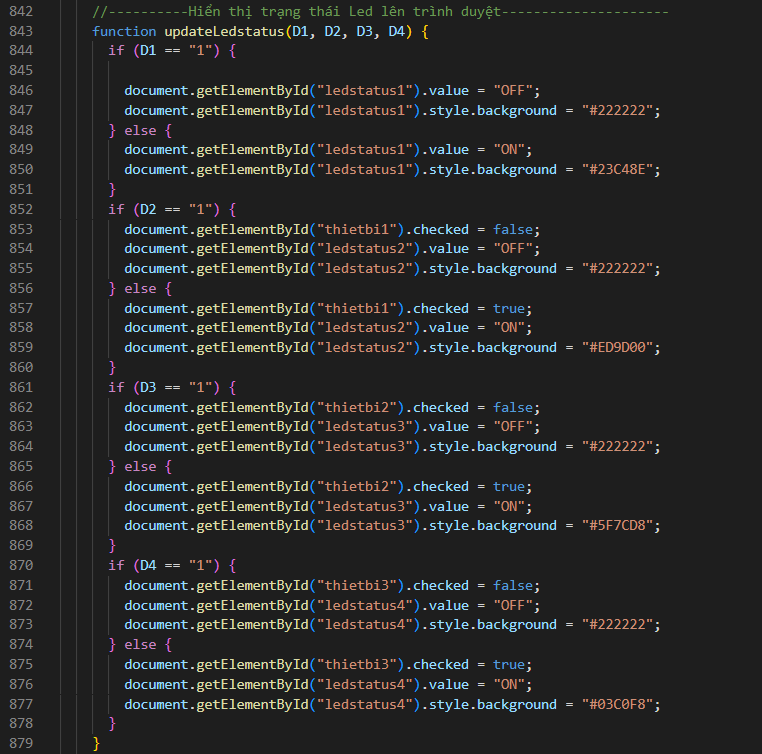 842 //----------Hiển thị trạng thái Led lên trình duyệt---------------------
843 function updateLedstatus(D1, D2, D3, D4) {
844 if (D1 == "1") {
845
846 document.getElementById("ledstatus1").value = "OFF";
847 document.getElementById("ledstatus1").style.background = "#222222";
848 } else {
849 document.getElementById("ledstatus1").value = "ON";
850 document.getElementById("ledstatus1").style.background = "#23C48E";
851 }
852 if (D2 == "1") {
853 document.getElementById("thietbi1").checked = false;
854 document.getElementById("ledstatus2").value = "OFF";
855 document.getElementById("ledstatus2").style.background = "#222222";
856 } else {
857 document.getElementById("thietbi1").checked = true;
858 document.getElementById("ledstatus2").value = "ON";
859 document.getElementById("ledstatus2").style.background = "#ED9D00";
860 }
861 if (D3 == "1") {
862 document.getElementById("thietbi2").checked = false;
863 document.getElementById("ledstatus3").value = "OFF";
864 document.getElementById("ledstatus3").style.background = "#222222";
865 } else {
866 document.getElementById("thietbi2").checked = true;
867 document.getElementById("ledstatus3").value = "ON";
868 document.getElementById("ledstatus3").style.background = "#5F7CD8";
869 }
870 if (D4 == "1") {
871 document.getElementById("thietbi3").checked = false;
872 document.getElementById("ledstatus4").value = "OFF";
873 document.getElementById("ledstatus4").style.background = "#222222";
874 } else {
875 document.getElementById("thietbi3").checked = true;
876 document.getElementById("ledstatus4").value = "ON";
877 document.getElementById("ledstatus4").style.background = "#03C0F8";
878 }
879 }